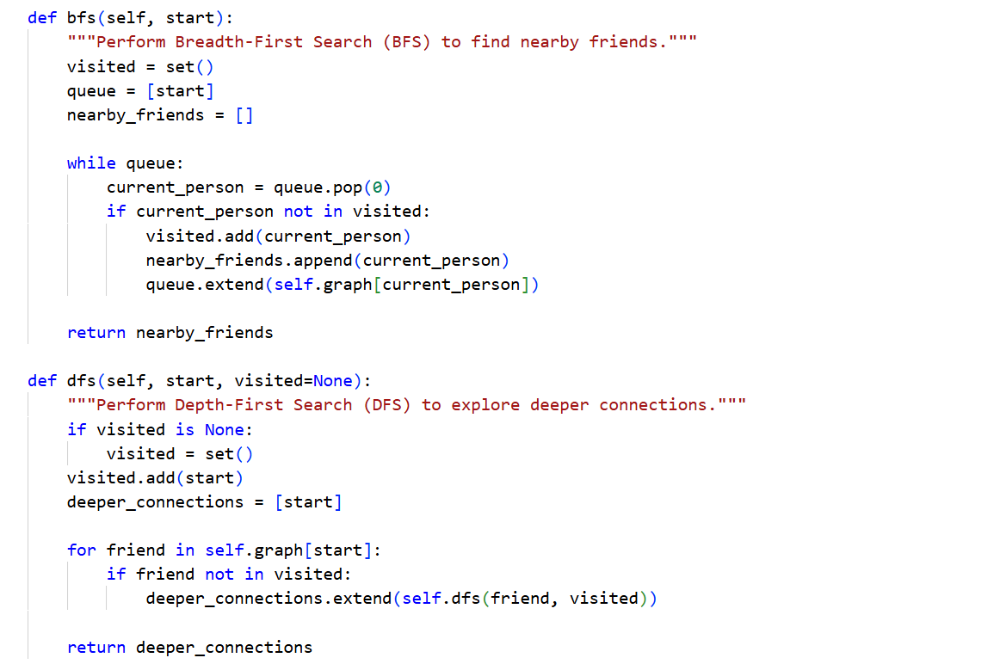 def bfs(self, start):
    """Perform Breadth-First Search (BFS) to find nearby friends."""
    visited = set()
    queue = [start]
    nearby_friends = []

    while queue:
        current_person = queue.pop(0)
        if current_person not in visited:
            visited.add(current_person)
            nearby_friends.append(current_person)
            queue.extend(self.graph[current_person])

    return nearby_friends

def dfs(self, start, visited=None):
    """Perform Depth-First Search (DFS) to explore deeper connections."""
    if visited is None:
        visited = set()
    visited.add(start)
    deeper_connections = [start]

    for friend in self.graph[start]:
        if friend not in visited:
            deeper_connections.extend(self.dfs(friend, visited))

    return deeper_connections